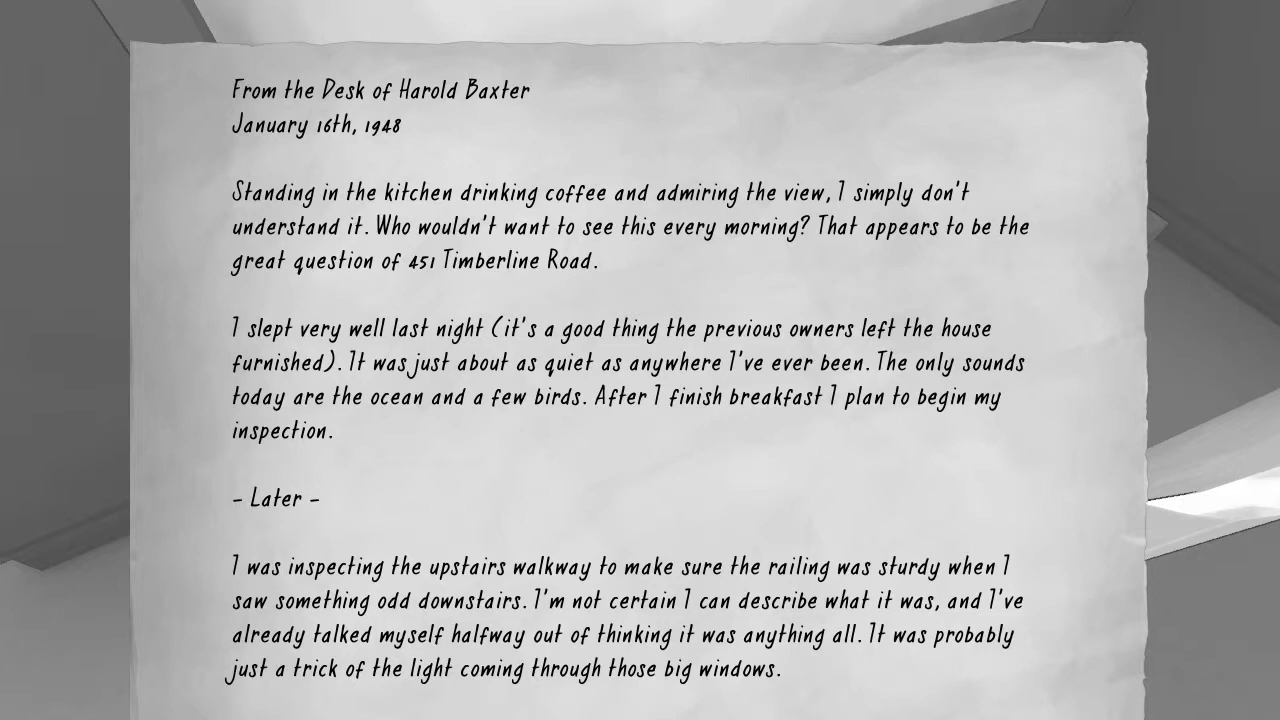 From the Desk of Harold Baxter
January 16th, 1948
Standing in the kitchen drinking coffee and admiring the view, I simply don't
understand it. Who wouldn't want to see this every morning? That appears to be the
great question of 451 Timberline Road.
I slept very well last night (it's a good thing the previous owners left the house
furnished). It was just about as quiet as anywhere I've ever been. The only sounds
today are the ocean and a few birds. After I finish breakfast I plan to begin my
inspection.
- Later -
I was inspecting the upstairs walkway to make sure the railing was sturdy when I
saw something odd downstairs. I'm not certain I can describe what it was, and I've
already talked myself halfway out of thinking it was anything all. It was probably
just a trick of the light coming through those big windows.